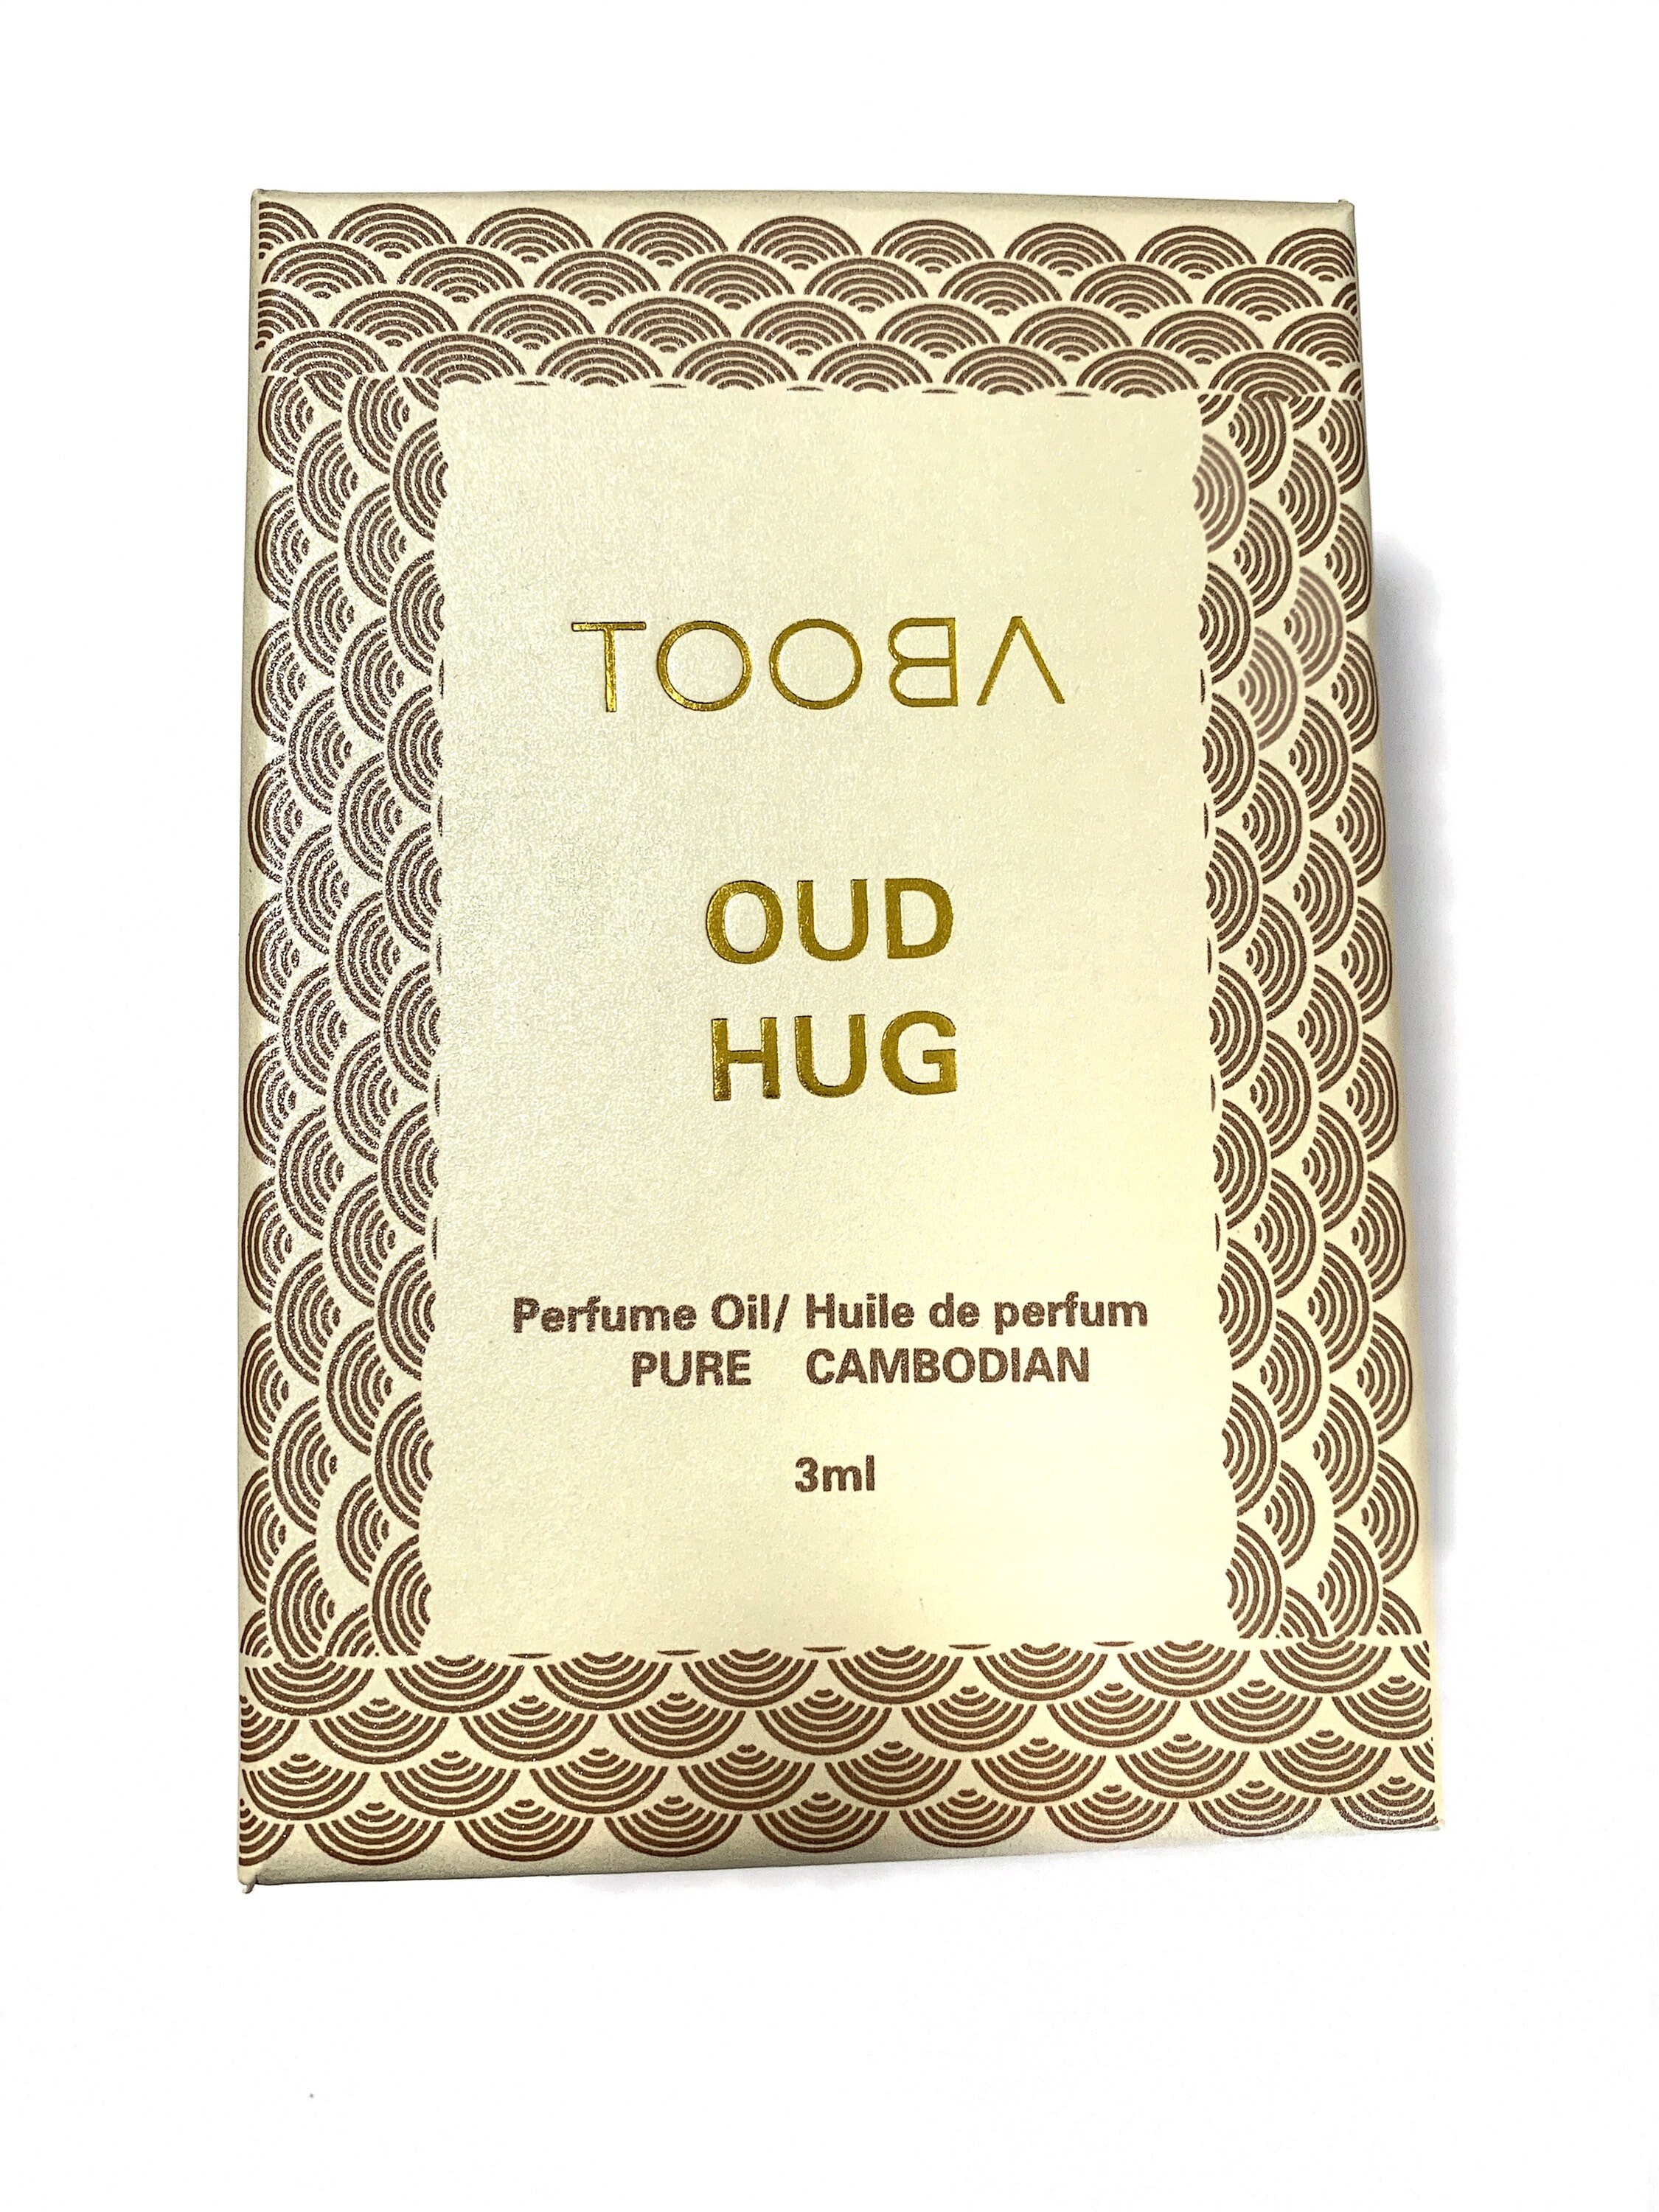 TOOBA
OUD
HUG
Perfume Oil/ Huile de perfum
PURE CAMBODIAN
3ml